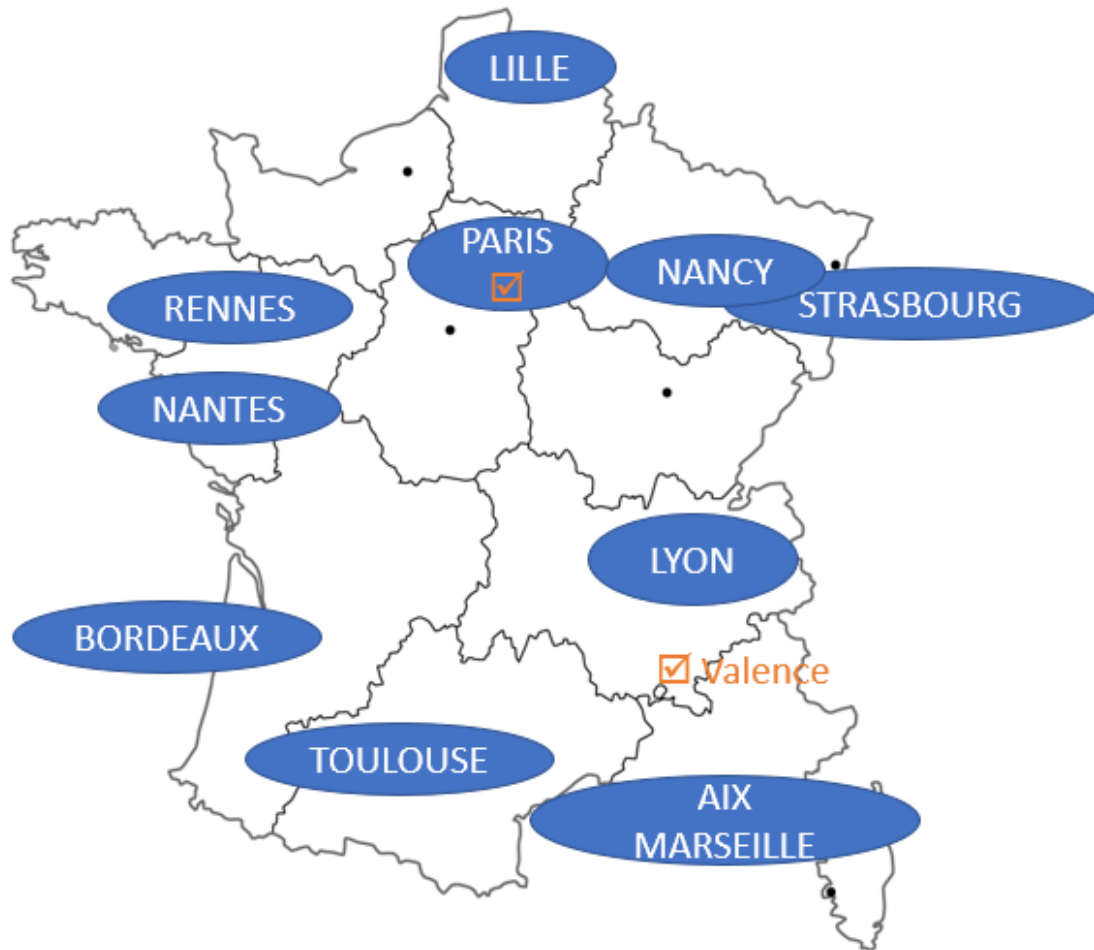 LILLE
PARIS
☑
NANCY
STRASBOURG
RENNES
NANTES
LYON
BORDEAUX
☑ Valence
TOULOUSE
AIX
MARSEILLE